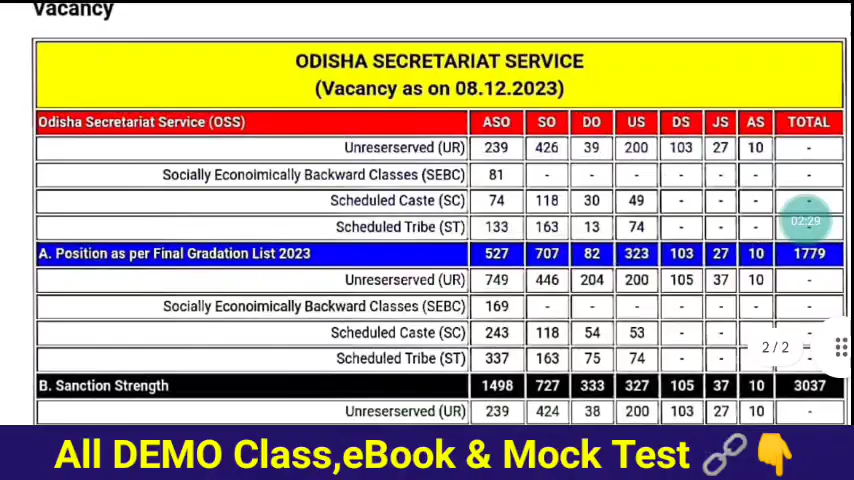 Vacancy
ODISHA SECRETARIAT SERVICE
(Vacancy as on 08.12.2023)
Odisha Secretariat Service (OSS) ASO SO DO US DS JS AS TOTAL
Unreserserved (UR) 239 426 39 200 103 27 10 -
Socially Econoimically Backward Classes (SEBC) 81 - - - - - - -
Scheduled Caste (SC) 74 118 30 49 - - - -
Scheduled Tribe (ST) 133 163 13 74 - - - -
02:29
A. Position as per Final Gradation List 2023 527 707 82 323 103 27 10 1779
Unreserserved (UR) 749 446 204 200 105 37 10 -
Socially Econoimically Backward Classes (SEBC) 169 - - - - - - -
Scheduled Caste (SC) 243 118 54 53 - - - -
2/2
Scheduled Tribe (ST) 337 163 75 74 - - - -
B. Sanction Strength 1498 727 333 327 105 37 10 3037
Unreserserved (UR) 239 424 38 200 103 27 10 -
All DEMO Class,eBook & Mock Test 🔗👇